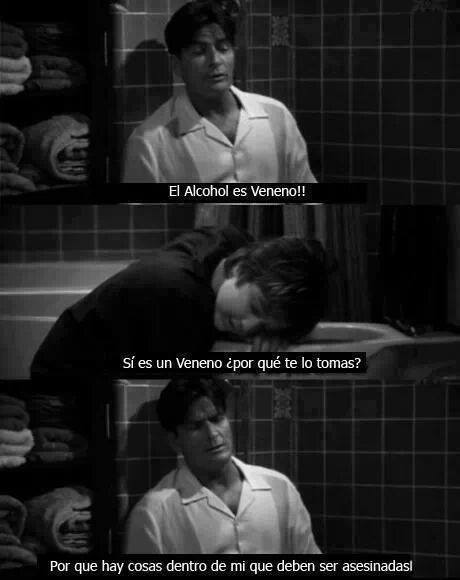 El Alcohol es Veneno!!
Sí es un Veneno ¿por qué te lo tomas?
Por que hay cosas dentro de mi que deben ser asesinadas!